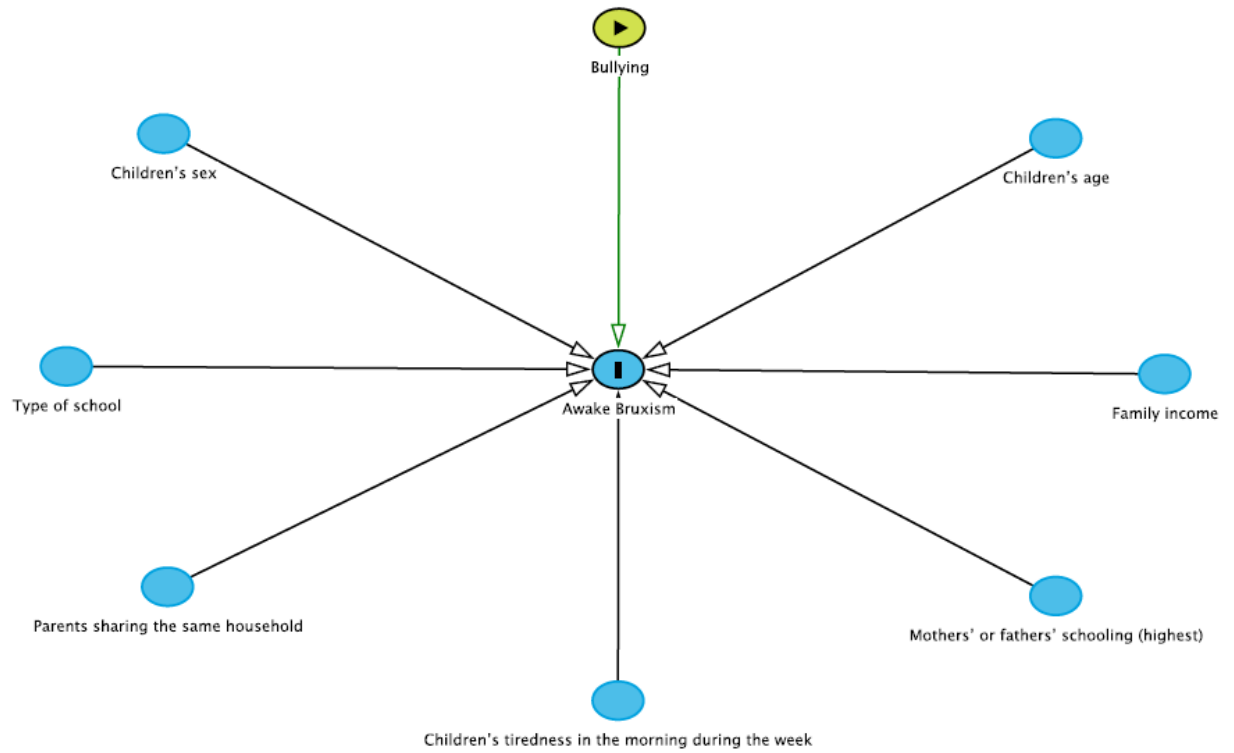 Bullying
Children's sex
Children's age
Type of school
Awake Bruxism
Family income
Parents sharing the same household
Mothers' or fathers' schooling (highest)
Children's tiredness in the morning during the week